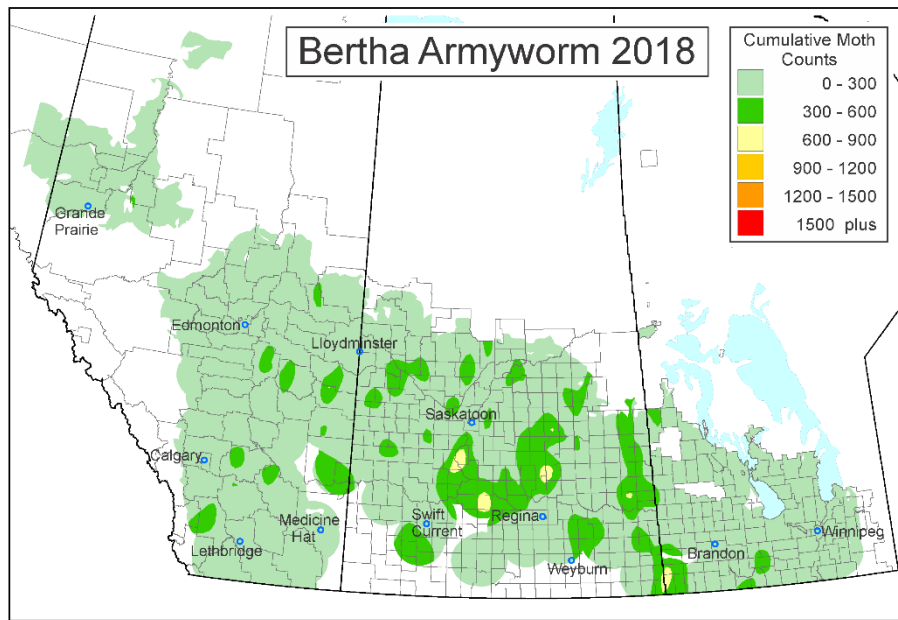 Bertha Armyworm 2018
Cumulative Moth
Counts
0 - 300
300 - 600
600 - 900
900 - 1200
1200 - 1500
1500 plus
Grande
Prairie
Edmonton
Lloydminster
Saskatoon
Calgary
Medicine
Hat
Swift
Current
Regina
Winnipeg
Lethbridge
Brandon
Weyburn